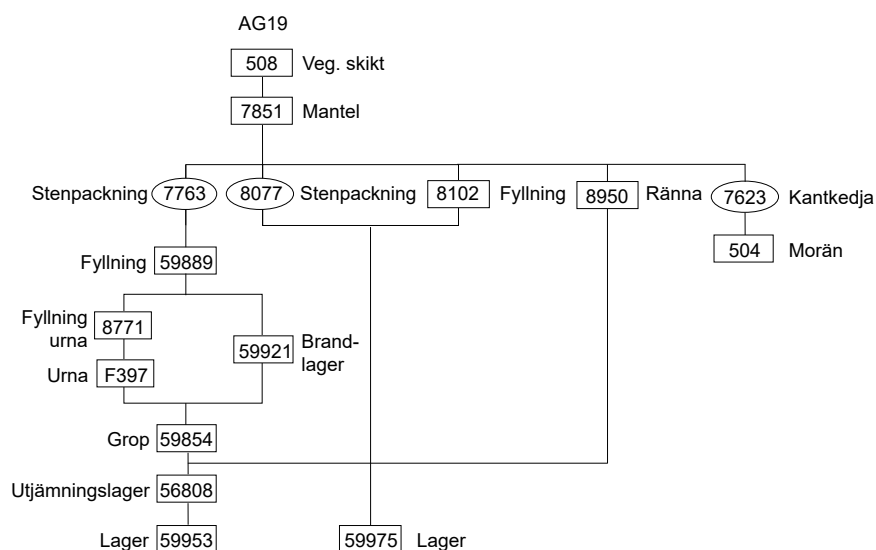 AG19
508 Veg. skikt
7851 Mantel
Stenpackning 7763 8077 Stenpackning 8102 Fyllning 8950 Ränna 7623 Kantkedja
504 Morän
Fyllning 59889
Fyllning
urna
8771
59921
Brand-
lager
Urna F397
Grop 59854
Utjämningslager 56808
Lager 59953 59975 Lager